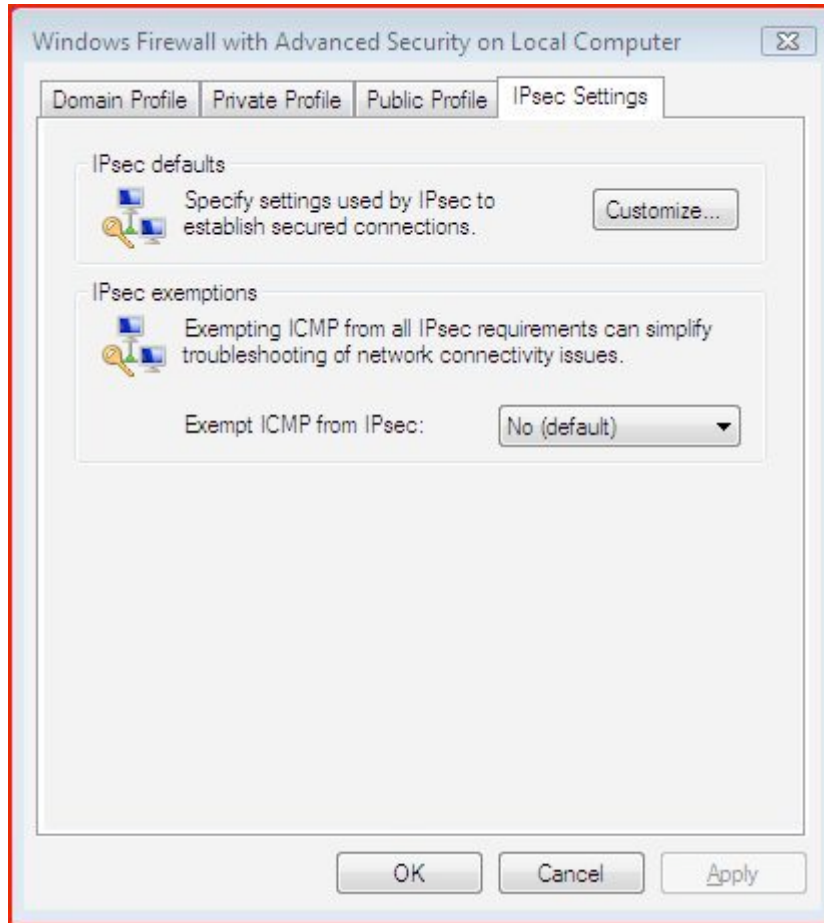 Windows Firewall with Advanced Security on Local Computer
Domain Profile Private Profile Public Profile IPsec Settings
IPsec defaults
Specify settings used by IPsec to
establish secured connections.
Customize...
IPsec exemptions
Exempting ICMP from all IPsec requirements can simplify
troubleshooting of network connectivity issues.
Exempt ICMP from IPsec: No (default)
OK Cancel Apply